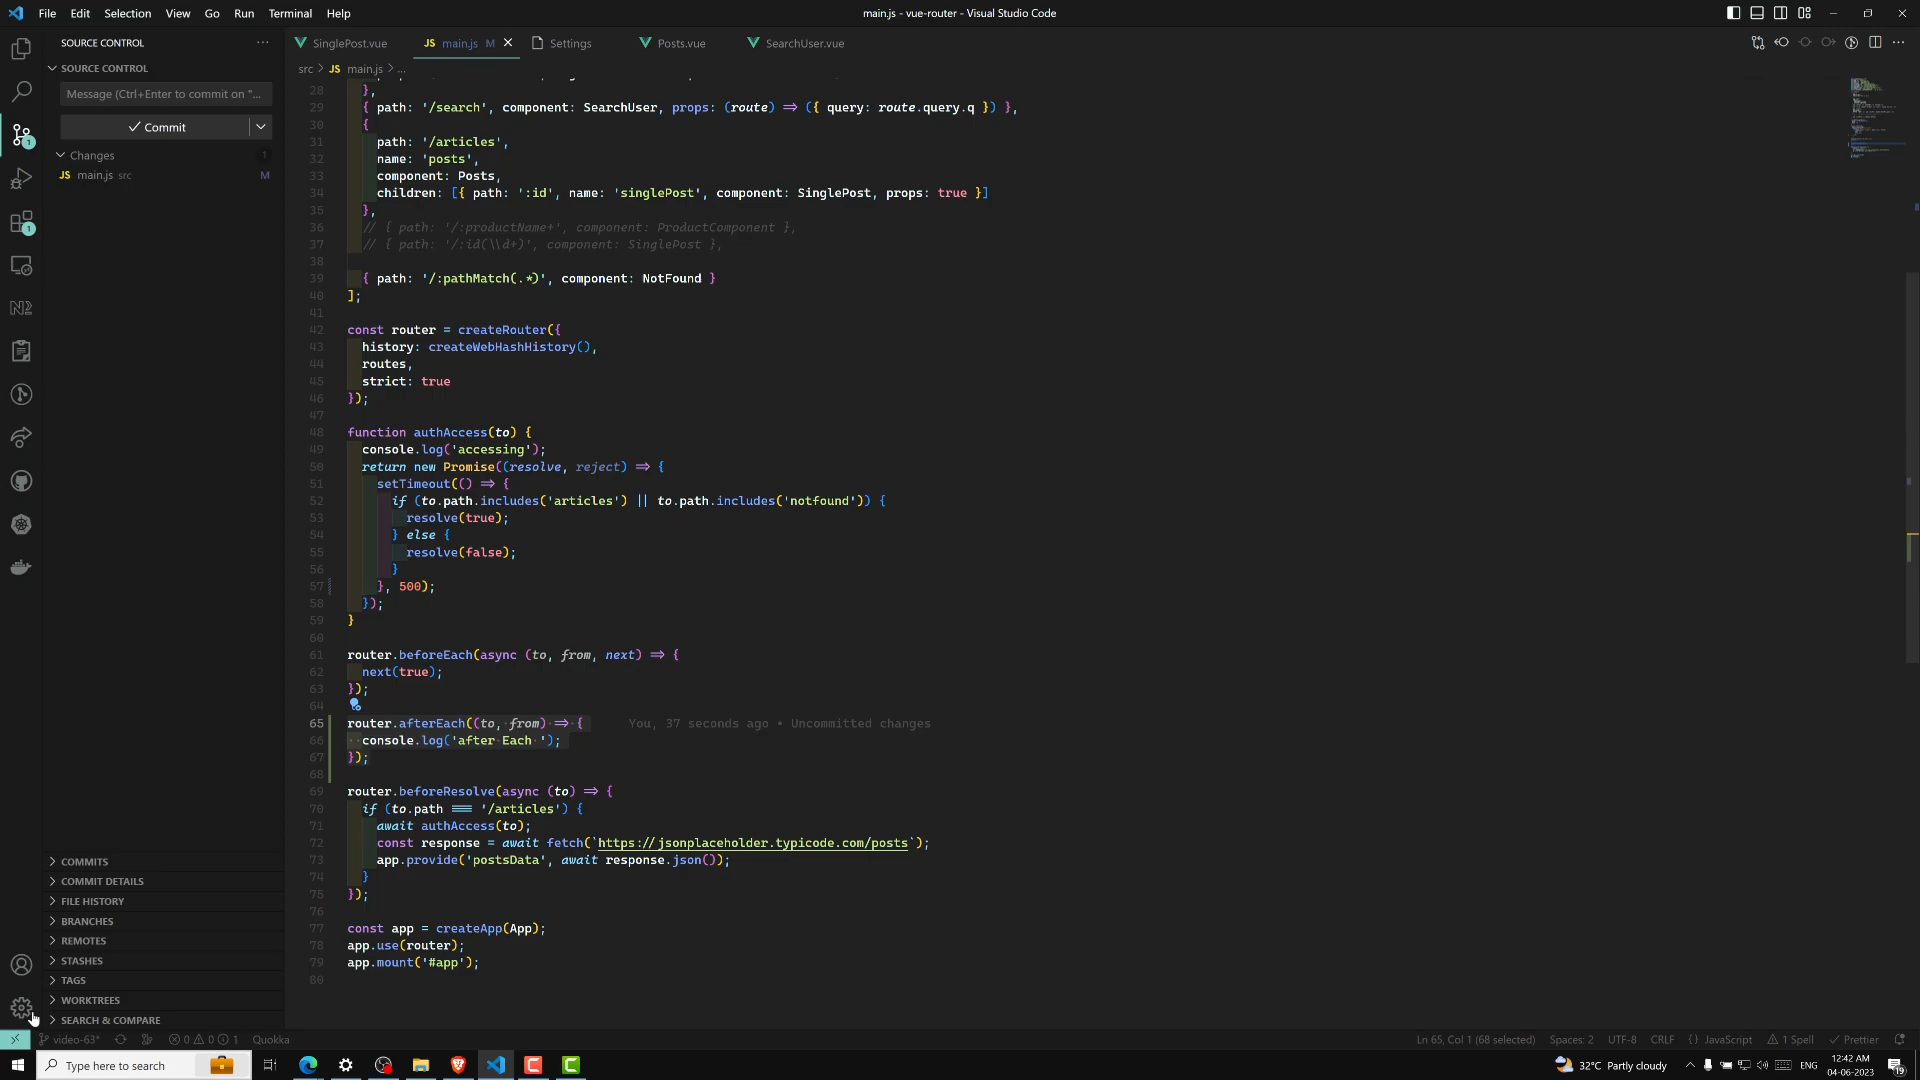 File Edit Selection View Go Run Terminal Help
main.js - vue-router - Visual Studio Code
SOURCE CONTROL
SinglePost.vue
JS main.js M
Settings
Posts.vue
SearchUser.vue
SOURCE CONTROL
src > JS main.js > ...
Message (Ctrl+Enter to commit on "...
Commit
Changes 1
JS main.js src M
28 },
29 { path: '/search', component: SearchUser, props: (route) => ({ query: route.query.q }) },
30 {
31 path: '/articles',
32 name: 'posts',
33 component: Posts,
34 children: [{ path: ':id', name: 'singlePost', component: SinglePost, props: true }]
35 },
36 // { path: '/:productName+', component: ProductComponent },
37 // { path: '/:id(\\d+)', component: SinglePost },
38
39 { path: '/:pathMatch(.*)', component: NotFound }
40 ];
41
42 const router = createRouter({
43 history: createWebHashHistory(),
44 routes,
45 strict: true
46 });
47
48 function authAccess(to) {
49 console.log('accessing');
50 return new Promise((resolve, reject) => {
51 setTimeout(() => {
52 if (to.path.includes('articles') || to.path.includes('notfound')) {
53 resolve(true);
54 } else {
55 resolve(false);
56 }
57 }, 500);
58 });
59 }
60
61 router.beforeEach(async (to, from, next) => {
62 next(true);
63 });
64
65 router.afterEach((to, from) => { You, 37 seconds ago • Uncommitted changes
66 console.log('after Each ');
67 });
68
69 router.beforeResolve(async (to) => {
70 if (to.path === '/articles') {
71 await authAccess(to);
72 const response = await fetch(`https://jsonplaceholder.typicode.com/posts`);
73 app.provide('postsData', await response.json());
74 }
75 });
76
77 const app = createApp(App);
78 app.use(router);
79 app.mount('#app');
80
COMMITS
COMMIT DETAILS
FILE HISTORY
BRANCHES
REMOTES
STASHES
TAGS
WORKTREES
SEARCH & COMPARE
video-63* 0 0 1 Quokka
Ln 65, Col 1 (68 selected) Spaces: 2 UTF-8 CRLF {} JavaScript 1 Spell Prettier
Type here to search
32°C Partly cloudy
ENG
12:42 AM
04-06-2023
19